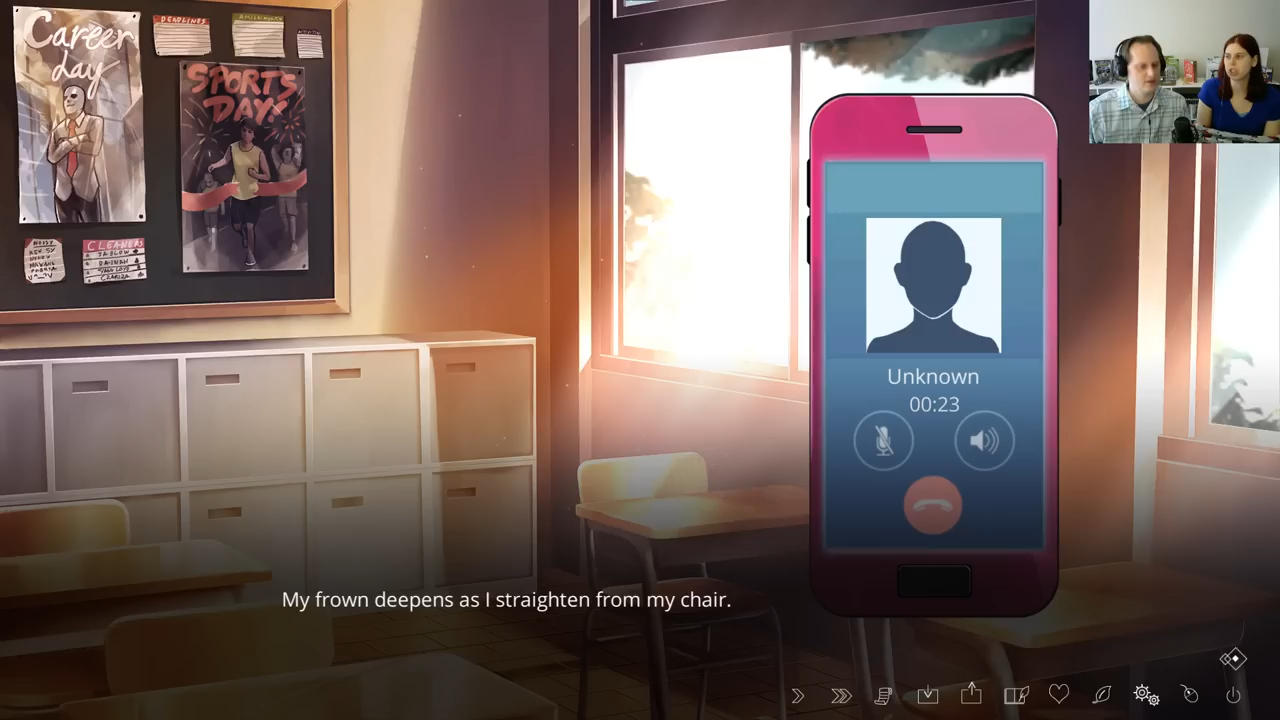 Career
day
DEADLINES
SPORTS
DAY!
CLEANERS
Unknown
00:23
My frown deepens as I straighten from my chair.